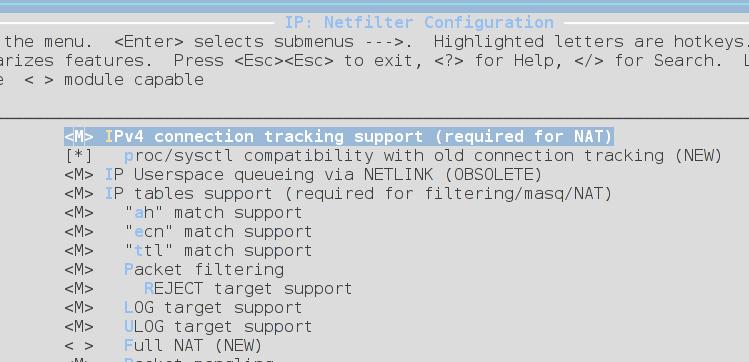 IP: Netfilter Configuration
the menu. <Enter> selects submenus --->. Highlighted letters are hotkeys.
arizes features. Press <Esc><Esc> to exit, <?> for Help, </> for Search.
< > module capable
<M> IPv4 connection tracking support (required for NAT)
[*] proc/sysctl compatibility with old connection tracking (NEW)
<M> IP Userspace queueing via NETLINK (OBSOLETE)
<M> IP tables support (required for filtering/masq/NAT)
<M> "ah" match support
<M> "ecn" match support
<M> "ttl" match support
<M> Packet filtering
<M> REJECT target support
<M> LOG target support
<M> ULOG target support
< > Full NAT (NEW)